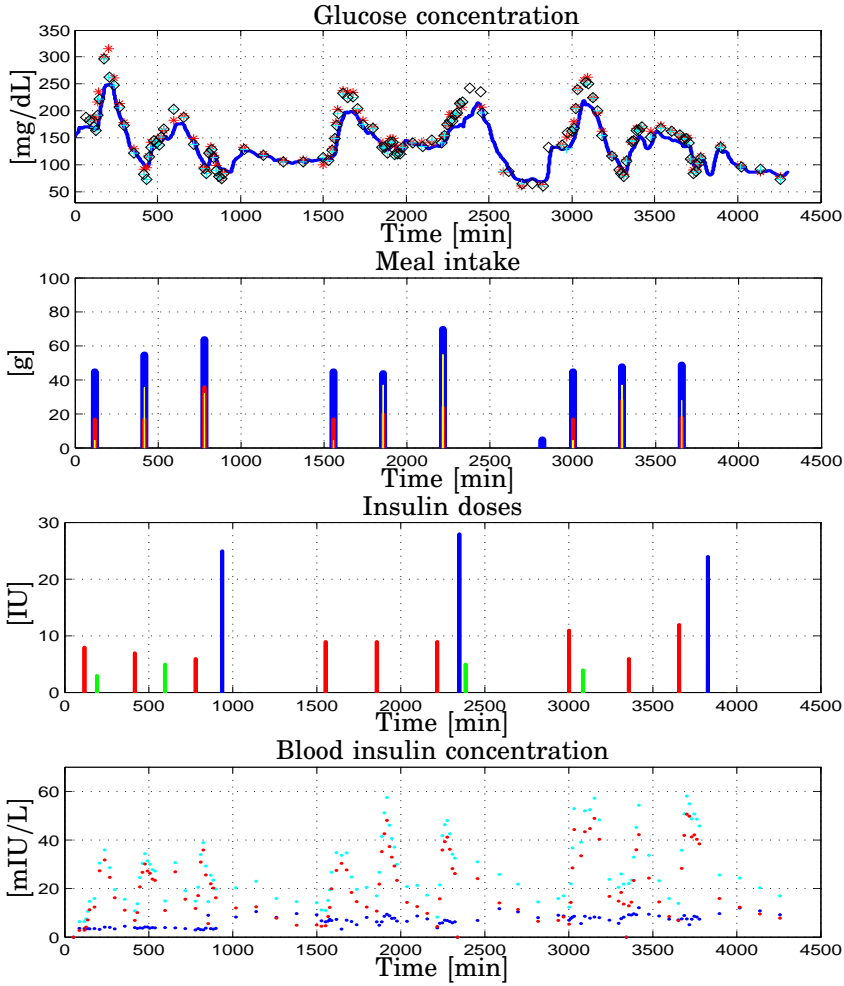 Glucose concentration
[mg/dL]
350
300
250
200
150
100
50
0 500 1000 1500 2000 2500 3000 3500 4000 4500
Time [min]
Meal intake
[g]
100
80
60
40
20
0
0 500 1000 1500 2000 2500 3000 3500 4000 4500
Time [min]
Insulin doses
[IU]
30
20
10
0
0 500 1000 1500 2000 2500 3000 3500 4000 4500
Time [min]
Blood insulin concentration
[mIU/L]
60
40
20
0
0 500 1000 1500 2000 2500 3000 3500 4000 4500
Time [min]